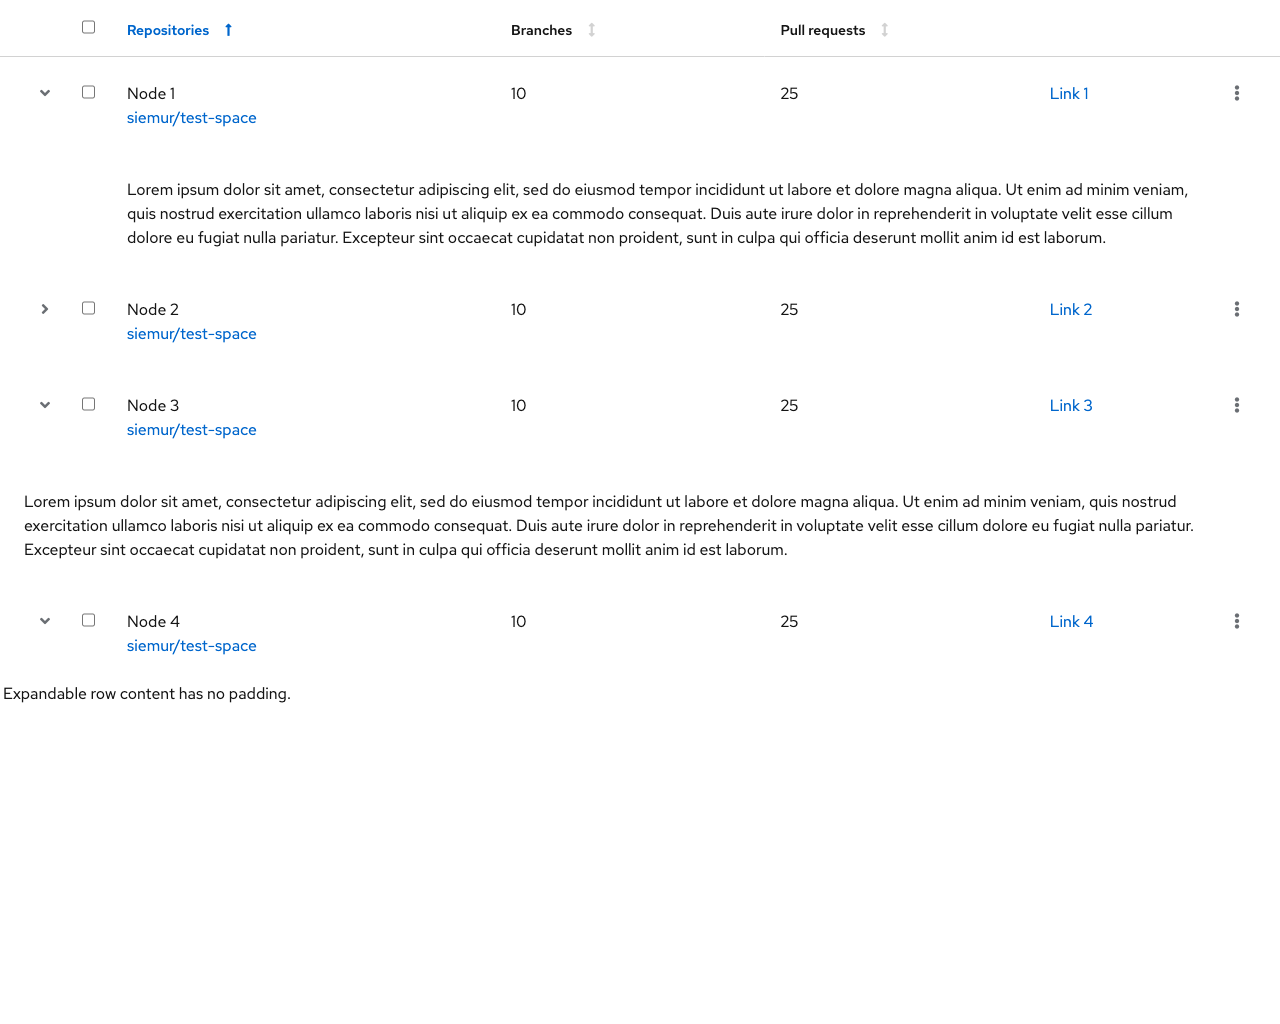 Repositories Branches Pull requests
Node 1 10 25 Link 1
siemur/test-space
Lorem ipsum dolor sit amet, consectetur adipiscing elit, sed do eiusmod tempor incididunt ut labore et dolore magna aliqua. Ut enim ad minim veniam,
quis nostrud exercitation ullamco laboris nisi ut aliquip ex ea commodo consequat. Duis aute irure dolor in reprehenderit in voluptate velit esse cillum
dolore eu fugiat nulla pariatur. Excepteur sint occaecat cupidatat non proident, sunt in culpa qui officia deserunt mollit anim id est laborum.
Node 2 10 25 Link 2
siemur/test-space
Node 3 10 25 Link 3
siemur/test-space
Lorem ipsum dolor sit amet, consectetur adipiscing elit, sed do eiusmod tempor incididunt ut labore et dolore magna aliqua. Ut enim ad minim veniam, quis nostrud
exercitation ullamco laboris nisi ut aliquip ex ea commodo consequat. Duis aute irure dolor in reprehenderit in voluptate velit esse cillum dolore eu fugiat nulla pariatur.
Excepteur sint occaecat cupidatat non proident, sunt in culpa qui officia deserunt mollit anim id est laborum.
Node 4 10 25 Link 4
siemur/test-space
Expandable row content has no padding.